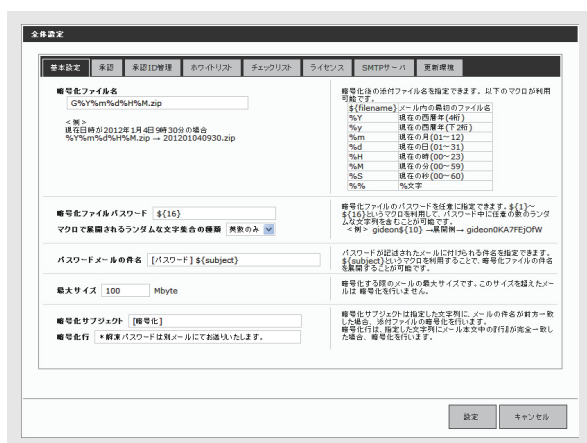 全体設定
基本設定 承認 承認ID管理 ホワイトリスト チェックリスト ライセンス SMTPサーバ 更新環境
暗号化ファイル名
G%Y%m%d%H%M.zip
<例>
現在日時が2012年1月4日9時30分の場合
%Y%m%d%H%M.zip → 201201040930.zip
暗号化後の添付ファイル名を指定できます。以下のマクロが利用
可能です。
${filename} メール内の最初のファイル名
%Y 現在の西暦年(4桁)
%y 現在の西暦年(下2桁)
%m 現在の月(01~12)
%d 現在の日(01~31)
%H 現在の時(00~23)
%M 現在の分(00~59)
%S 現在の秒(00~60)
%% %文字
暗号化ファイルパスワード ${16}
マクロで展開されるランダムな文字集合の種類 英数のみ
暗号化ファイルのパスワードを任意に指定できます。${1}~
${16}というマクロを利用して、パスワード中に任意の数のランダ
ムな文字列を含むことが可能です。
<例> gideon${10} →展開例→ gideon0KA7FEjOfW
パスワードメールの件名 [パスワード] ${subject}
パスワードが記述されたメールに付けられる件名を指定できます。
${subject}というマクロを利用することで、暗号化ファイルの件名
を展開することが可能です。
最大サイズ 100 Mbyte
暗号化する際のメールの最大サイズです。このサイズを超えたメー
ルは 暗号化を行いません。
暗号化サブジェクト [暗号化]
暗号化行 *解凍パスワードは別メールにてお送りいたします。
暗号化サブジェクトは指定した文字列に、メールの件名が前方一致
した場合、添付ファイルの暗号化を行います。
暗号化行は、指定した文字列にメール本文中の『行』が完全一致し
た場合、暗号化を行います。
設定 キャンセル